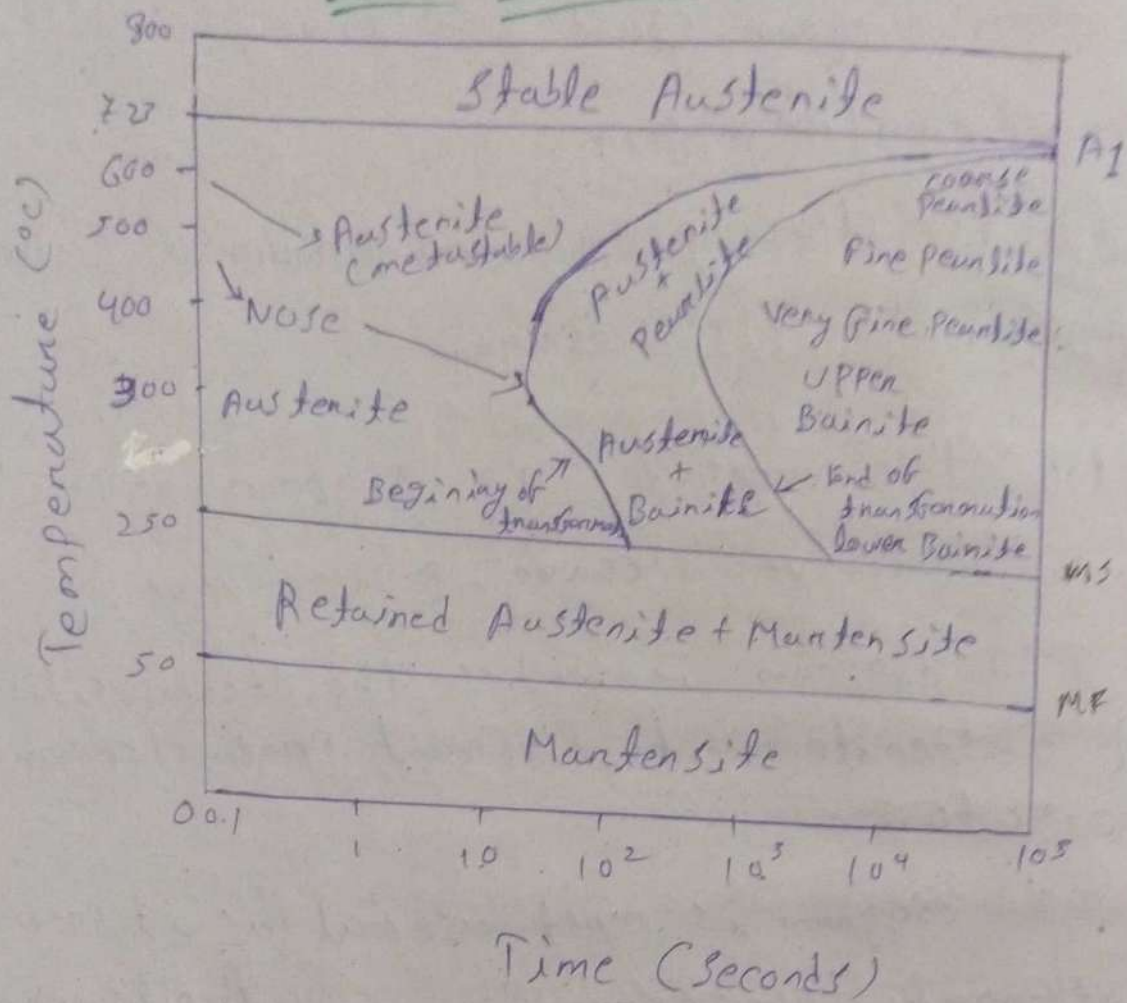 800
Stable Austenite
723
A1
600
coarse
Pearlite
500
Austenite
(metastable)
Austenite
+
Pearlite
Fine Pearlite
400
Nose
Very fine Pearlite
300
Austenite
Upper
Bainite
Austenite
+
Bainite
Begining of
transformation
End of
transformation
lower Bainite
250
MS
Retained Austenite + Martensite
50
MF
Martensite
0 0.1
1
10
10²
10³
10⁴
10⁵
Temperature (°C)
Time (seconds)